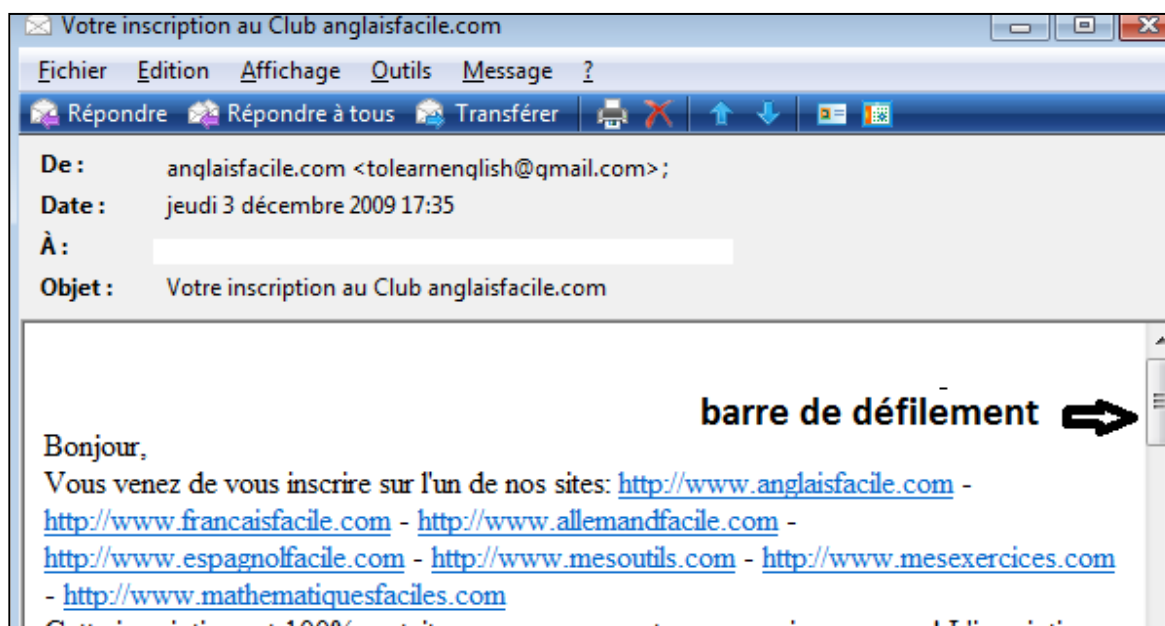 Votre inscription au Club anglaisfacile.com
Fichier Edition Affichage Outils Message ?
Répondre Répondre à tous Transférer
De : anglaisfacile.com <tolearnenglish@gmail.com>;
Date : jeudi 3 décembre 2009 17:35
À :
Objet : Votre inscription au Club anglaisfacile.com
barre de défilement
Bonjour,
Vous venez de vous inscrire sur l'un de nos sites: http://www.anglaisfacile.com -
http://www.francaisfacile.com - http://www.allemandfacile.com -
http://www.espagnolfacile.com - http://www.mesoutils.com - http://www.mesexercices.com
- http://www.mathematiquesfaciles.com